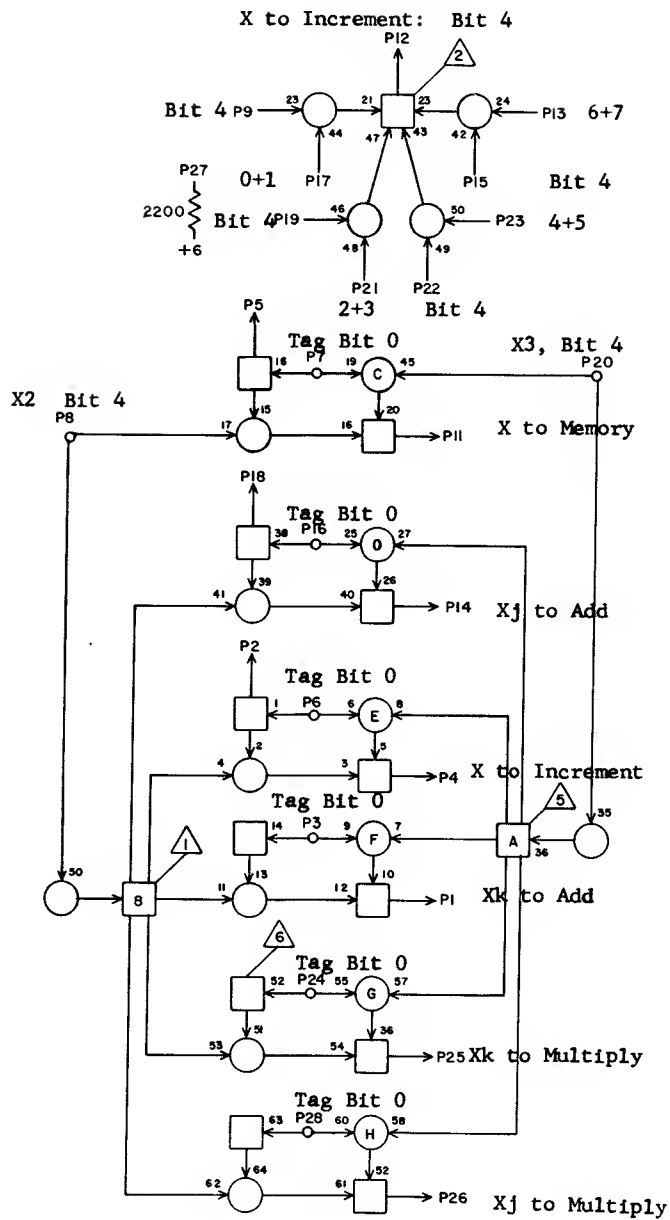 X to Increment: Bit 4
P12
2
Bit 4 P9 23 21 23 24 P13 6+7
44 47 43 42
P27 0+1 P17 P15 Bit 4
2200 Bit 4 P19 46 50 P23 4+5
+6 48 49
P21 P22
2+3 Bit 4
P5
Tag Bit 0 X3, Bit 4
16 P7 19 C 45 P20
X2 Bit 4
P8 15 20
17 16 P11 X to Memory
P18
Tag Bit 0
38 P16 25 O 27
39 26
41 40 P14 Xj to Add
P2
Tag Bit 0
1 P6 6 E 8
2 5
4 3 P4 X to Increment
Tag Bit 0 5
14 P3 9 F 7 A 36 35
1
50 13 10
8 11 12 P1 Xk to Add
6
Tag Bit 0
52 P24 55 G 57
51 36
53 54 P25 Xk to Multiply
Tag Bit 0
63 P28 60 H 58
64 52
62 61 P26 Xj to Multiply